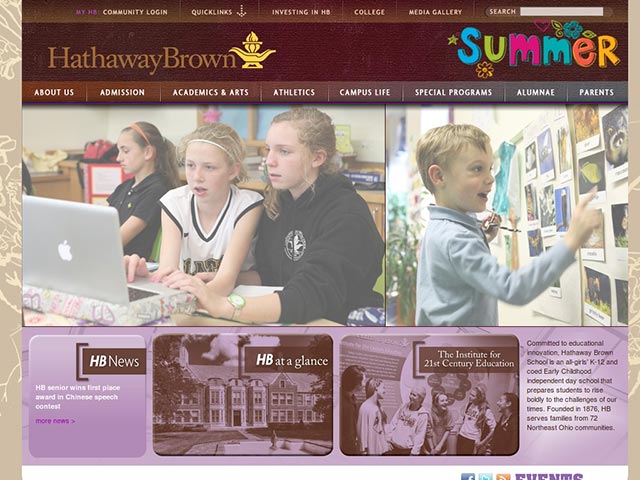 MY HB: COMMUNITY LOGIN
QUICKLINKS
INVESTING IN HB
COLLEGE
MEDIA GALLERY
SEARCH
HathawayBrown
SUMMER
ABOUT US
ADMISSION
ACADEMICS & ARTS
ATHLETICS
CAMPUS LIFE
SPECIAL PROGRAMS
ALUMNAE
PARENTS
HB News
HB senior wins first place
award in Chinese speech
contest
more news >
HB at a glance
The Institute for
21st Century Education
Committed to educational
innovation, Hathaway Brown
School is an all-girls' K-12 and
coed Early Childhood
independent day school that
prepares students to rise
boldly to the challenges of our
times. Founded in 1876, HB
serves families from 72
Northeast Ohio communities.
EVENTS